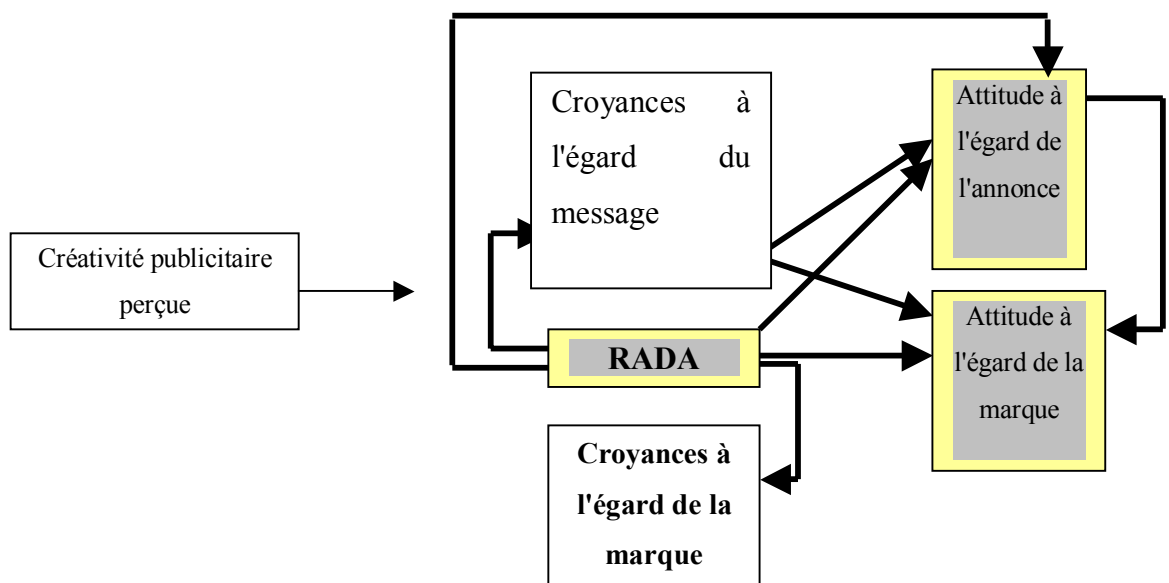 Créativité publicitaire
perçue
Croyances à
l'égard du
message
RADA
Croyances à
l'égard de la
marque
Attitude à
l'égard de
l'annonce
Attitude à
l'égard de la
marque